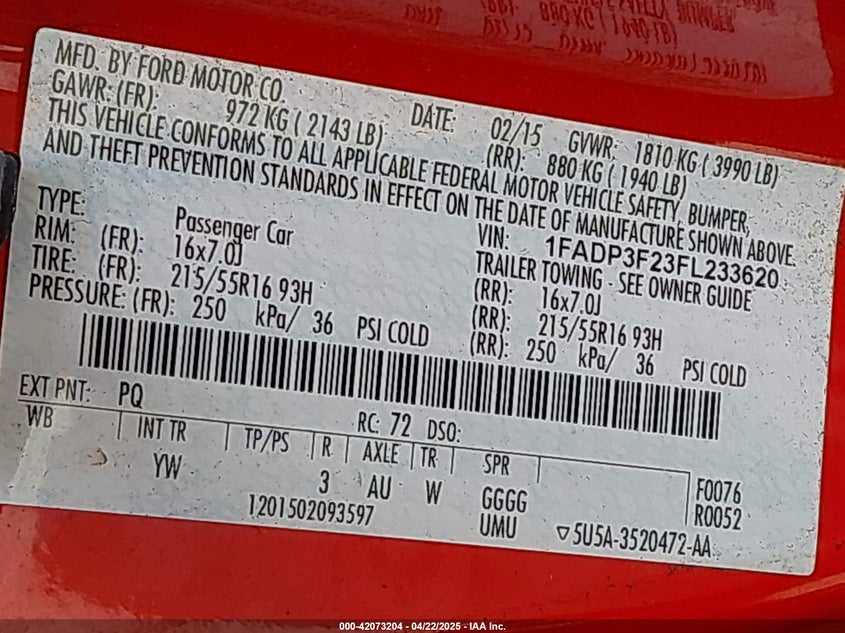 MFD. BY FORD MOTOR CO.
DATE: 02/15 GVWR: 1810 KG ( 3990 LB)
GAWR: (FR): 972 KG ( 2143 LB) (RR): 880 KG ( 1940 LB)
THIS VEHICLE CONFORMS TO ALL APPLICABLE FEDERAL MOTOR VEHICLE SAFETY, BUMPER,
AND THEFT PREVENTION STANDARDS IN EFFECT ON THE DATE OF MANUFACTURE SHOWN ABOVE.
VIN: 1FADP3F23FL233620
TYPE: Passenger Car TRAILER TOWING - SEE OWNER GUIDE
RIM: (FR): 16x7.0J (RR): 16x7.0J
TIRE: (FR): 215/55R16 93H (RR): 215/55R16 93H
PRESSURE: (FR): 250 kPa/ 36 PSI COLD (RR): 250 kPa/ 36 PSI COLD
EXT PNT: PQ RC: 72 DSO:
WB INT TR TP/PS R AXLE TR SPR
YW 3 AU W GGGG F0076
1201502093597 UMU R0052
▽5U5A-3520472-AA
000-42073204 - 04/22/2025 - IAA Inc.